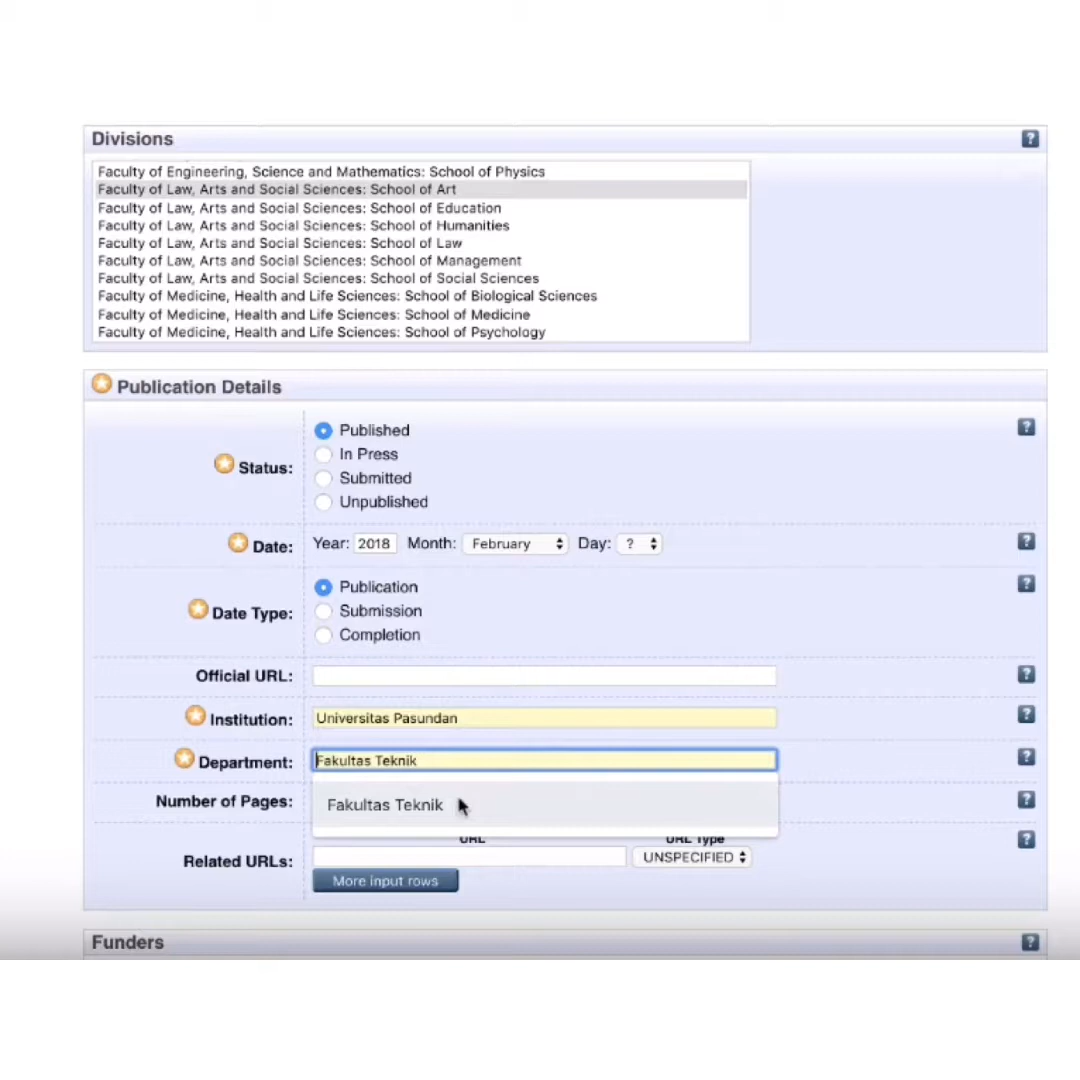 Divisions ?
Faculty of Engineering, Science and Mathematics: School of Physics
Faculty of Law, Arts and Social Sciences: School of Art
Faculty of Law, Arts and Social Sciences: School of Education
Faculty of Law, Arts and Social Sciences: School of Humanities
Faculty of Law, Arts and Social Sciences: School of Law
Faculty of Law, Arts and Social Sciences: School of Management
Faculty of Law, Arts and Social Sciences: School of Social Sciences
Faculty of Medicine, Health and Life Sciences: School of Biological Sciences
Faculty of Medicine, Health and Life Sciences: School of Medicine
Faculty of Medicine, Health and Life Sciences: School of Psychology
Publication Details
Published ?
In Press
Status:
Submitted
Unpublished
Date: Year: 2018 Month: February Day: ? ?
Publication ?
Date Type: Submission
Completion
Official URL: ?
Institution: Universitas Pasundan ?
Department: Fakultas Teknik ?
Number of Pages: Fakultas Teknik ?
URL URL Type ?
Related URLs: UNSPECIFIED
More input rows
Funders ?